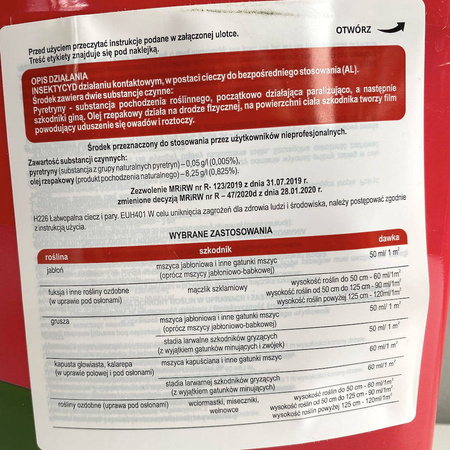 Przed użyciem przeczytać instrukcje podane w załączonej ulotce.
Treść etykiety znajduje się pod naklejką.
OTWÓRZ
OPIS DZIAŁANIA
INSEKTYCYD działaniu kontaktowym, w postaci cieczy do bezpośredniego stosowania (AL).
Środek zawiera dwie substancje czynne:
Pyretryny - substancja pochodzenia roślinnego, początkowo działająca paraliżująco, a następnie
szkodniki giną. Olej rzepakowy działa na drodze fizycznej, na powierzchni ciała szkodnika tworzy film
powodujący uduszenie się owadów i roztoczy.
Środek przeznaczony do stosowania przez użytkowników nieprofesjonalnych.
Zawartość substancji czynnych:
pyretryny (substancja z grupy naturalnych pyretryn) – 0,05 g/l (0,005%),
olej rzepakowy (produkt pochodzenia naturalnego) – 8,25 g/l (0,825%).
Zezwolenie MRiRW nr R- 123/2019 z dnia 31.07.2019 r.
zmienione decyzją MRiRW nr R – 47/2020d z dnia 28.01.2020 r.
H226 Łatwopalna ciecz i pary. EUH401 W celu uniknięcia zagrożeń dla zdrowia ludzi i środowiska, należy postępować zgodnie
z instrukcją użycia.
WYBRANE ZASTOSOWANIA
roślina szkodnik dawka
jabłoń mszyca jabłoniowa i inne gatunki mszyc 50 ml/ 1 m²
(oprócz mszycy jabłoniowo-babkowej)
fuksja i inne rośliny ozdobne mączlik szklarniowy wysokość roślin do 50 cm - 60 ml/1m²
(w uprawie pod osłonami) wysokość roślin od 50 cm do 125 cm - 90 ml/1m²
wysokość roślin powyżej 125 cm - 120ml/1 m²
grusza mszyca jabłoniowa i inne gatunki mszyc 50 ml/ 1 m²
(oprócz mszycy jabłoniowo-babkowej)
stadia larwalne szkodników gryzących 50 ml/ 1 m²
(z wyjątkiem gatunków minujących i zwójek)
kapusta głowiasta, kalarepa mszyca kapuściana i inne gatunki mszyc 60 ml/1 m²
(w uprawie polowej i pod osłonami)
stadia larwarnej szkodników gryzących) 60 ml/1 m²
(z wyjątkiem gatunków minujących)
rośliny ozdobne (uprawa pod osłonami) wciornastki, miseczniki, wysokość roślin do 50 cm - 60 ml/1m²
wełnowce wysokość roślin od 50 cm do 125 cm - 90 ml/1m²
wysokość roślin powyżej 125 cm - 120ml/1 m²